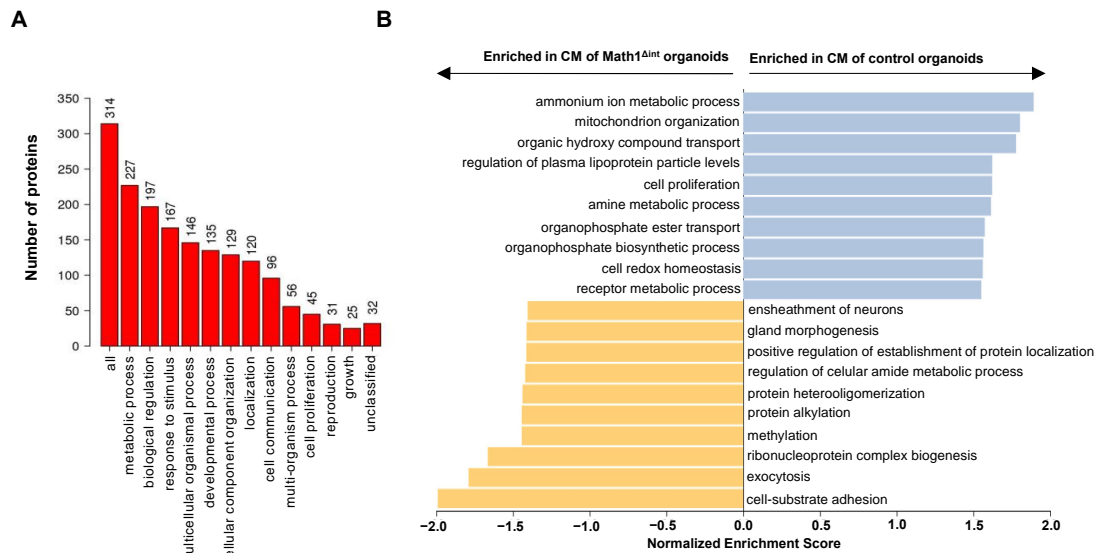 A
B
Enriched in CM of Math1Δint organoids
Enriched in CM of control organoids
Number of proteins
350
300
250
200
150
100
50
0
314
227
197
167
146
135
129
120
96
56
45
31
25
32
all
metabolic process
biological regulation
response to stimulus
ulticellular organismal process
developmental process
ellular component organization
localization
cell communication
multi-organism process
cell proliferation
reproduction
growth
unclassified
ammonium ion metabolic process
mitochondrion organization
organic hydroxy compound transport
regulation of plasma lipoprotein particle levels
cell proliferation
amine metabolic process
organophosphate ester transport
organophosphate biosynthetic process
cell redox homeostasis
receptor metabolic process
ensheathment of neurons
gland morphogenesis
positive regulation of establishment of protein localization
regulation of celular amide metabolic process
protein heterooligomerization
protein alkylation
methylation
ribonucleoprotein complex biogenesis
exocytosis
cell-substrate adhesion
−2.0 −1.5 −1.0 −0.5 0.0 0.5 1.0 1.5 2.0
Normalized Enrichment Score